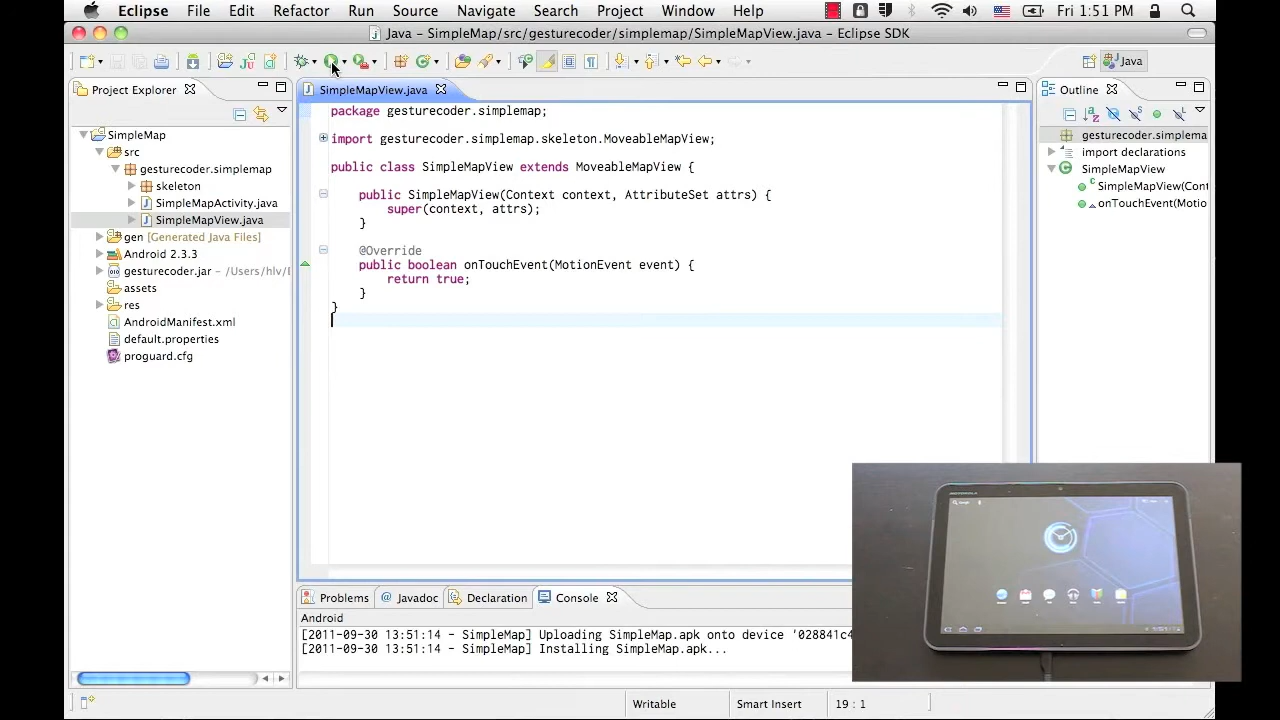 Eclipse File Edit Refactor Run Source Navigate Search Project Window Help Fri 1:51 PM
Java – SimpleMap/src/gesturecoder/simplemap/SimpleMapView.java – Eclipse SDK
Java
Project Explorer
SimpleMap
src
gesturecoder.simplemap
skeleton
SimpleMapActivity.java
SimpleMapView.java
gen [Generated Java Files]
Android 2.3.3
gesturecoder.jar - /Users/hlv/
assets
res
AndroidManifest.xml
default.properties
proguard.cfg
SimpleMapView.java
package gesturecoder.simplemap;
import gesturecoder.simplemap.skeleton.MoveableMapView;
public class SimpleMapView extends MoveableMapView {
public SimpleMapView(Context context, AttributeSet attrs) {
super(context, attrs);
}
@Override
public boolean onTouchEvent(MotionEvent event) {
return true;
}
}
Outline
gesturecoder.simplema
import declarations
SimpleMapView
SimpleMapView(Cont
onTouchEvent(Motio
Problems @ Javadoc Declaration Console
Android
[2011-09-30 13:51:14 - SimpleMap] Uploading SimpleMap.apk onto device '028841c4
[2011-09-30 13:51:14 - SimpleMap] Installing SimpleMap.apk...
Writable Smart Insert 19 : 1